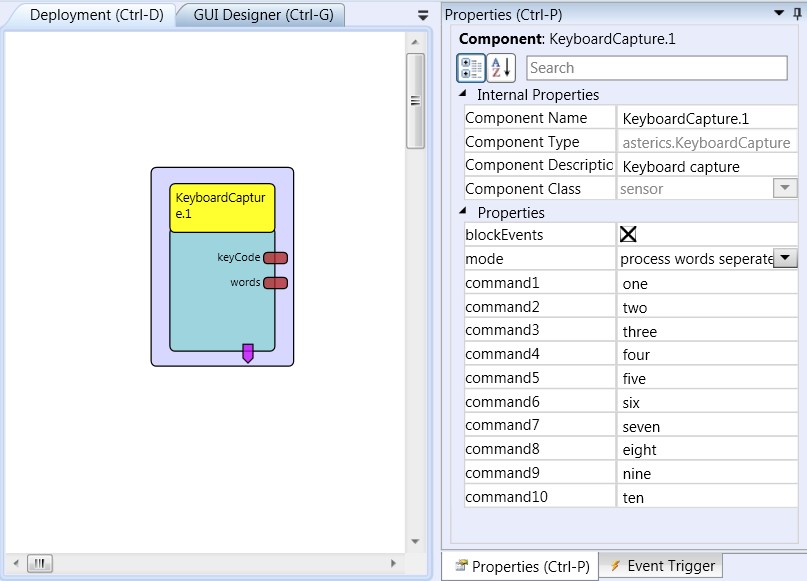 Deployment (Ctrl-D)
GUI Designer (Ctrl-G)
KeyboardCaptur
e.1
keyCode
words
Properties (Ctrl-P)
Component: KeyboardCapture.1
A
Z
Search
Internal Properties
Component Name KeyboardCapture.1
Component Type asterics.KeyboardCapture
Component Descriptio Keyboard capture
Component Class sensor
Properties
blockEvents
mode process words seperate
command1 one
command2 two
command3 three
command4 four
command5 five
command6 six
command7 seven
command8 eight
command9 nine
command10 ten
Properties (Ctrl-P)
Event Trigger